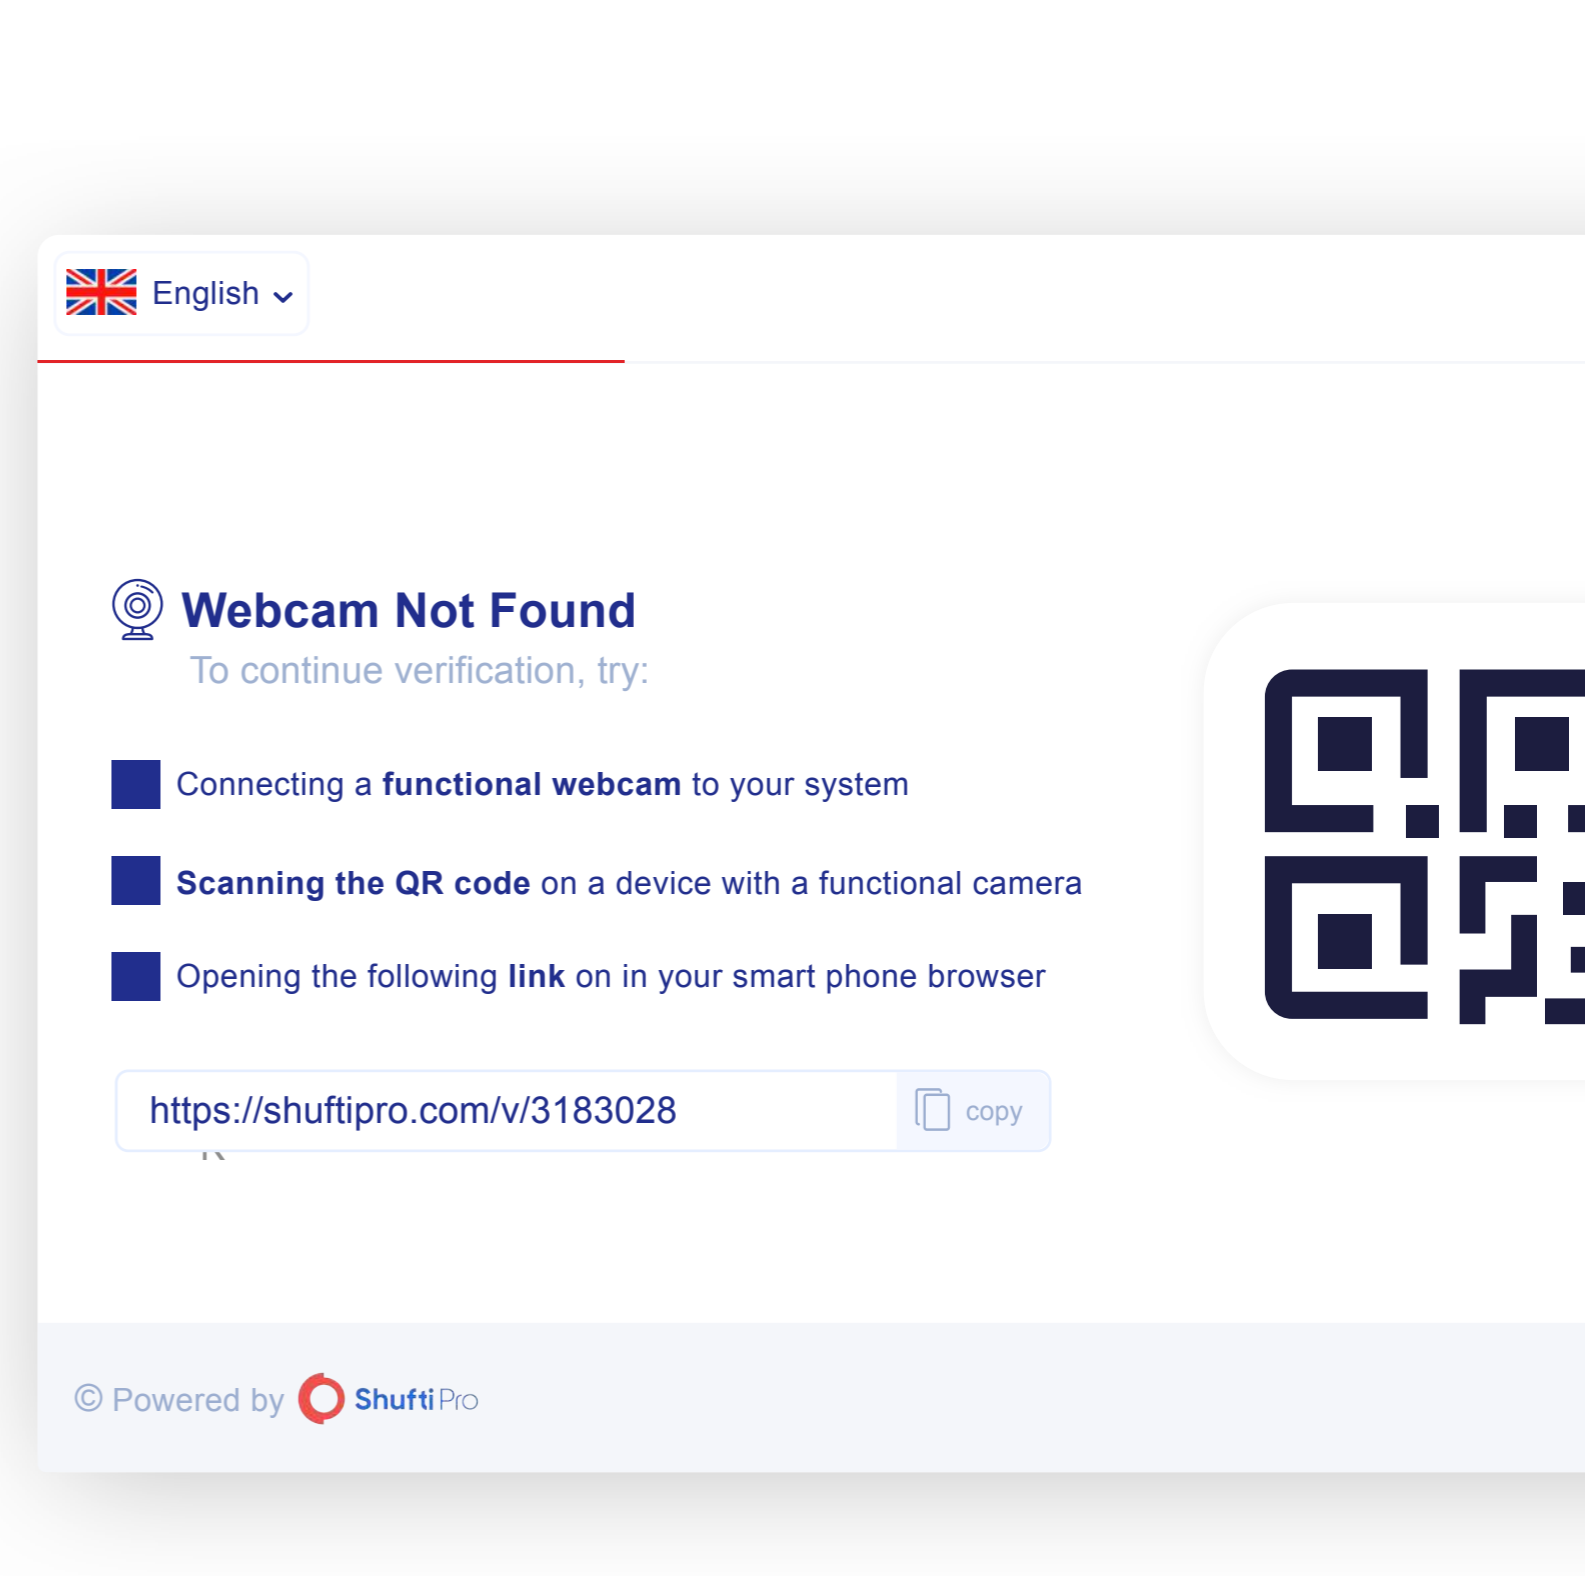 English
Webcam Not Found
To continue verification, try:
Connecting a functional webcam to your system
Scanning the QR code on a device with a functional camera
Opening the following link on in your smart phone browser
https://shuftipro.com/v/3183028 copy
© Powered by Shufti Pro